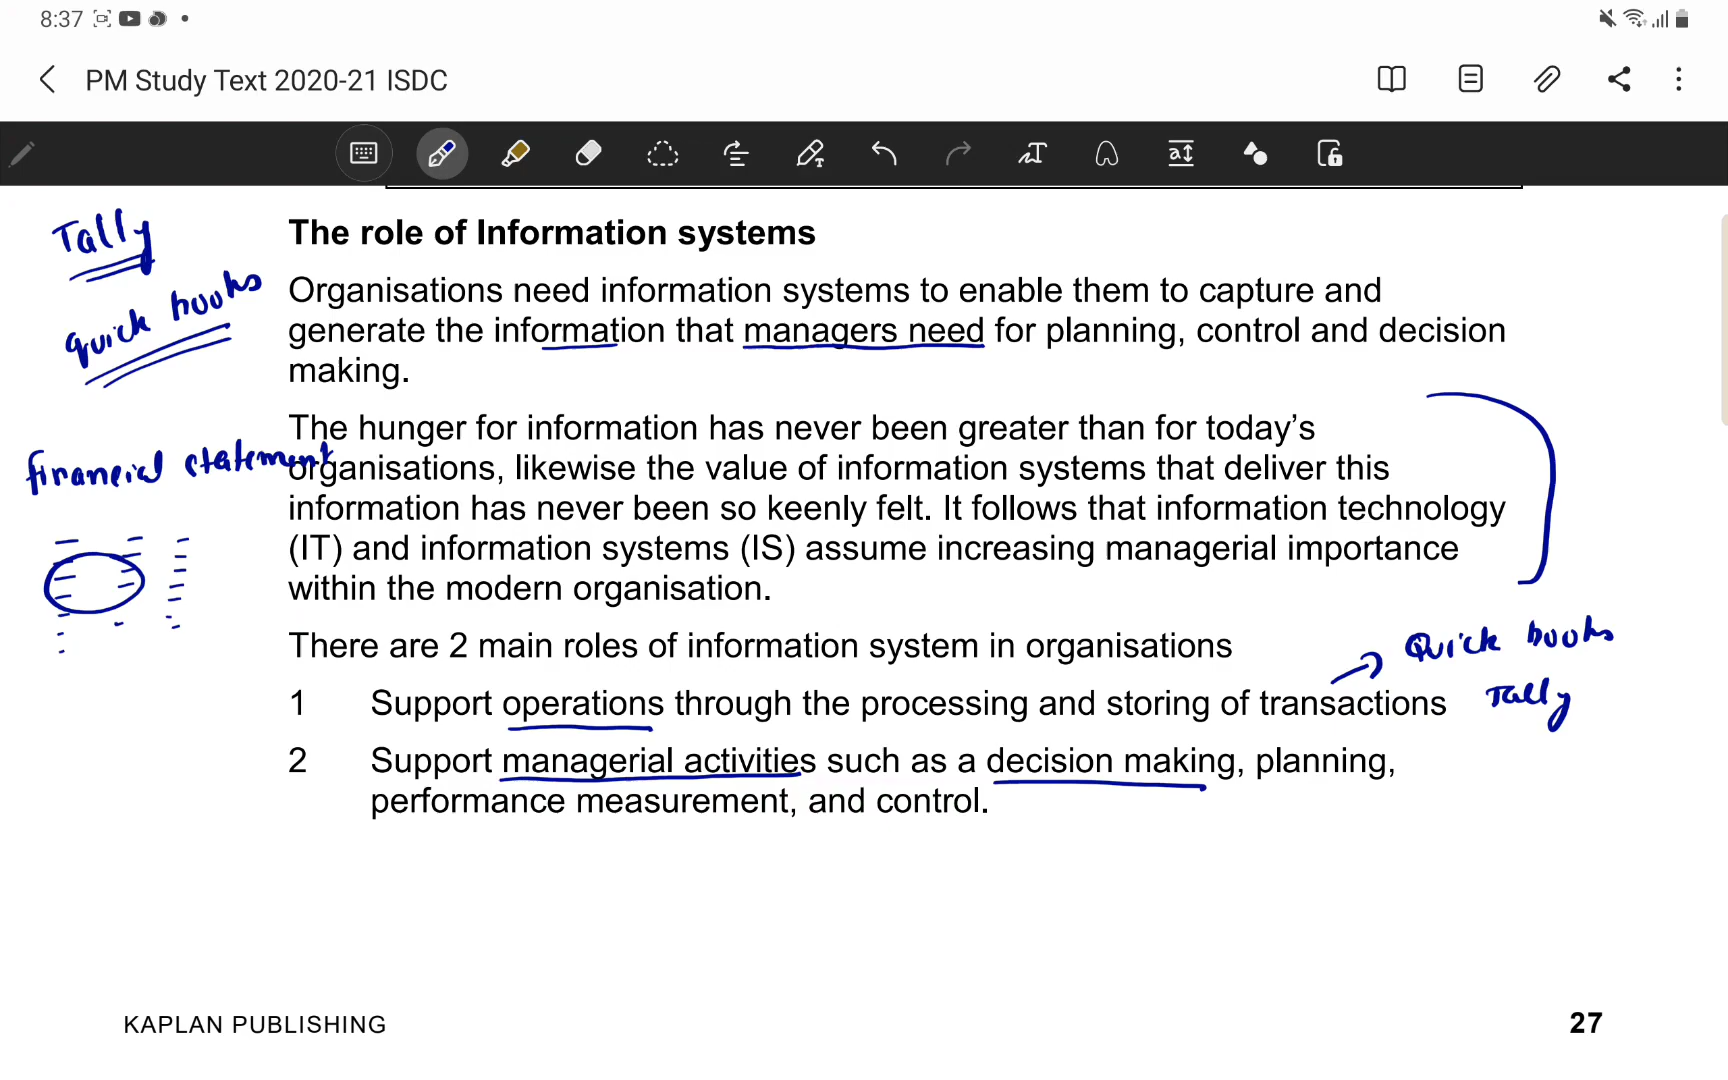 8:37
PM Study Text 2020-21 ISDC
Tally
Quick books
financial statement
The role of Information systems
Organisations need information systems to enable them to capture and
generate the information that managers need for planning, control and decision
making.
The hunger for information has never been greater than for today's
organisations, likewise the value of information systems that deliver this
information has never been so keenly felt. It follows that information technology
(IT) and information systems (IS) assume increasing managerial importance
within the modern organisation.
There are 2 main roles of information system in organisations
1 Support operations through the processing and storing of transactions
Quick books
Tally
2 Support managerial activities such as a decision making, planning,
performance measurement, and control.
KAPLAN PUBLISHING
27